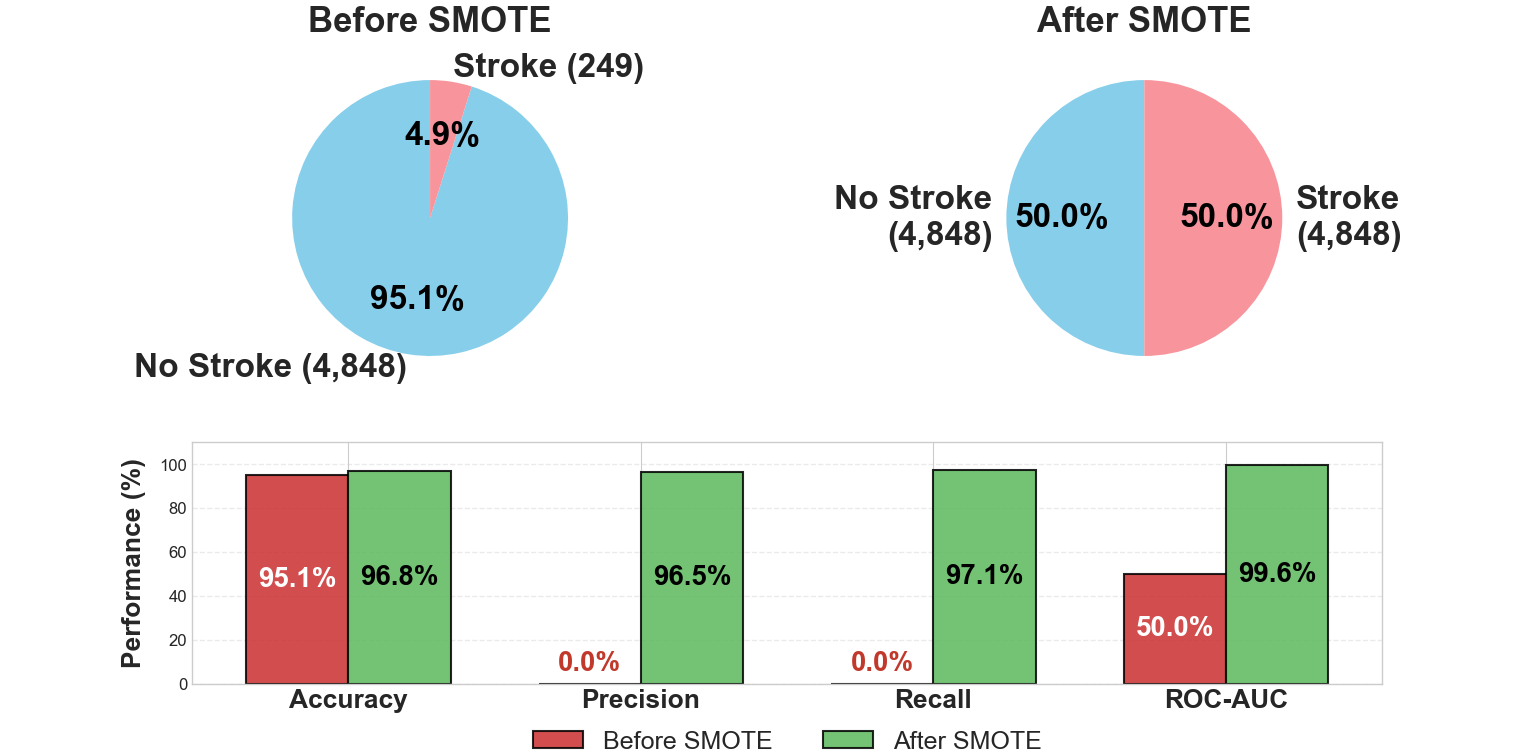 Before SMOTE
Stroke (249)
4.9%
95.1%
No Stroke (4,848)
After SMOTE
No Stroke
(4,848)
50.0%
50.0%
Stroke
(4,848)
Performance (%)
100
80
60
40
20
0
95.1%
96.8%
0.0%
96.5%
0.0%
97.1%
50.0%
99.6%
Accuracy
Precision
Recall
ROC-AUC
Before SMOTE
After SMOTE